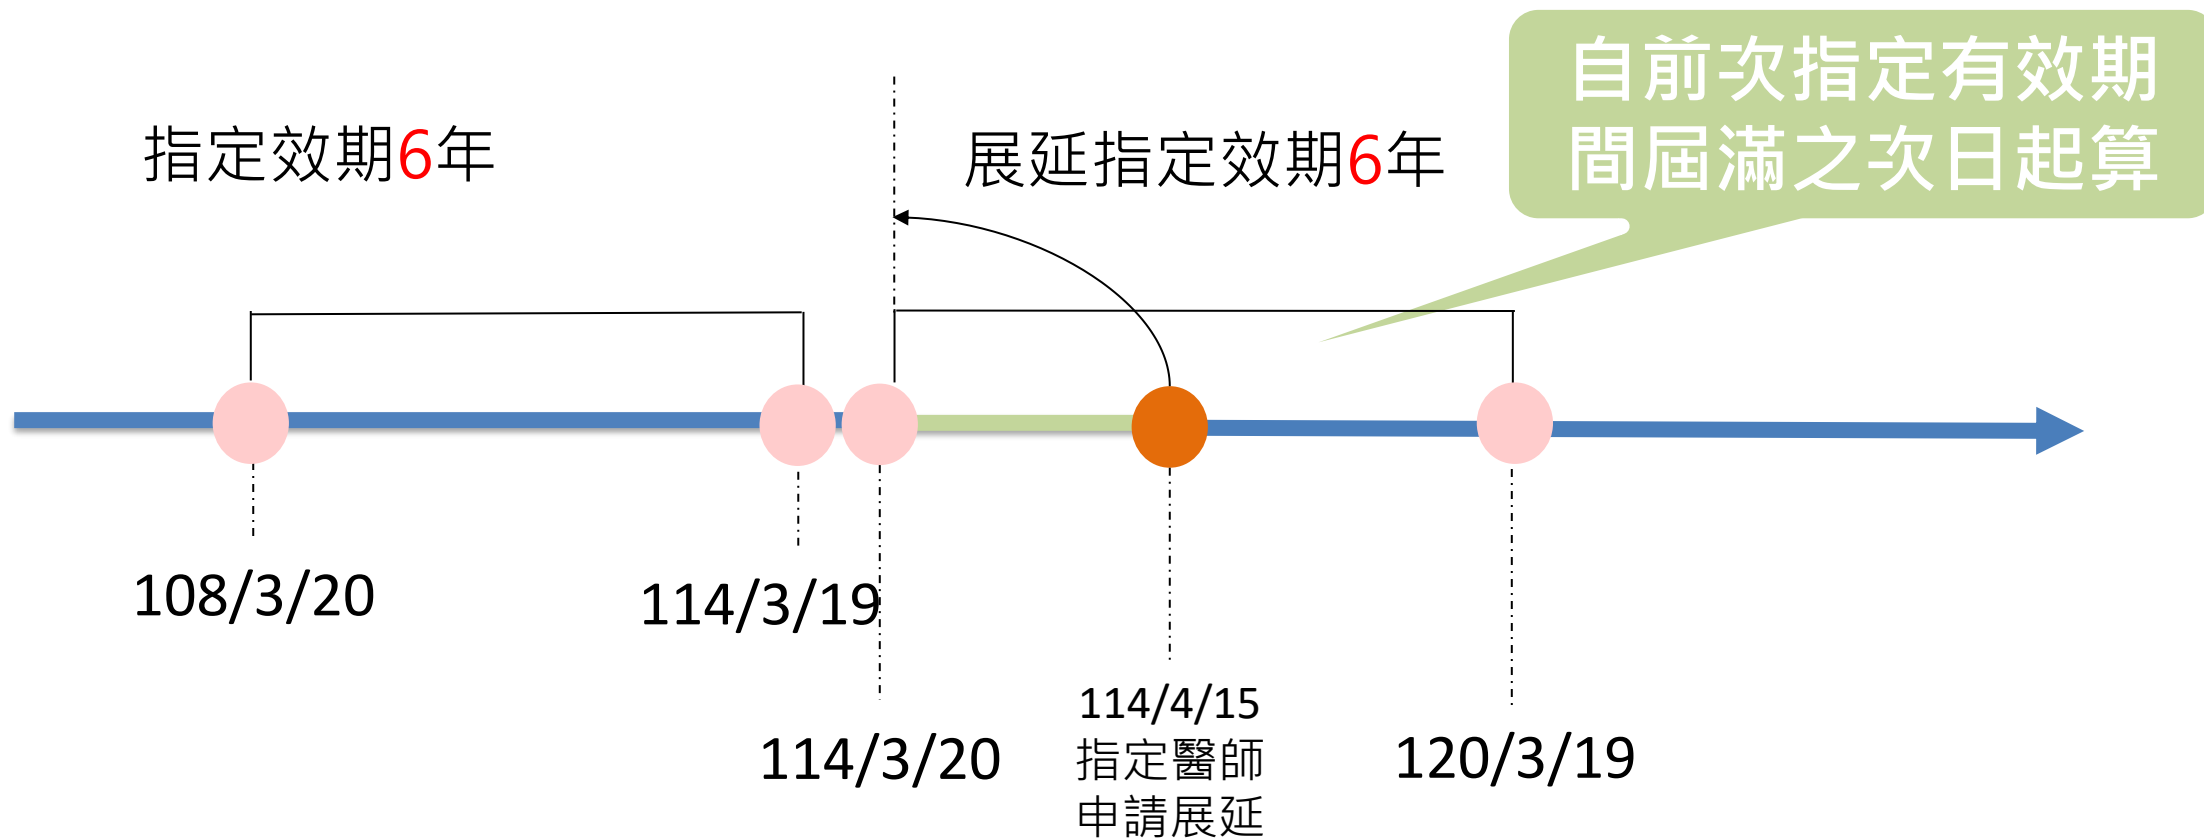 自前次指定有效期
間屆滿之次日起算
指定效期6年
展延指定效期6年
108/3/20
114/3/19
114/3/20
114/4/15
指定醫師
申請展延
120/3/19